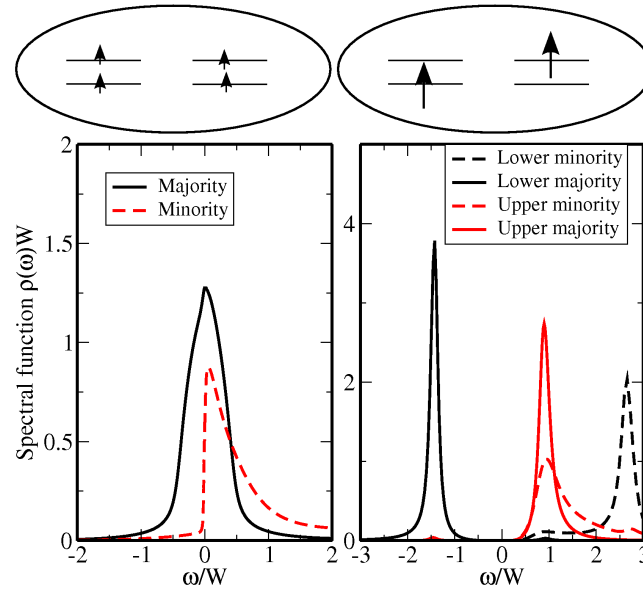 Spectral function ρ(ω)W
2
1.5
1
0.5
0
Majority
Minority
-2
-1
0
1
2
ω/W
4
2
0
Lower minority
Lower majority
Upper minority
Upper majority
-3
-2
-1
0
1
2
3
ω/W